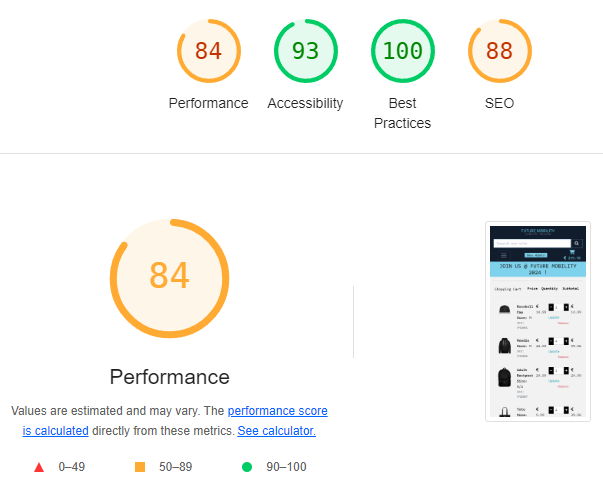 84
93
100
88
Performance
Accessibility
Best
Practices
SEO
84
Performance
Values are estimated and may vary. The performance score
is calculated directly from these metrics. See calculator.
0–49
50–89
90–100
FUTURE MOBILITY
JOIN US @ FUTURE MOBILITY
2024 !
Shopping Cart Price Quantity Subtotal